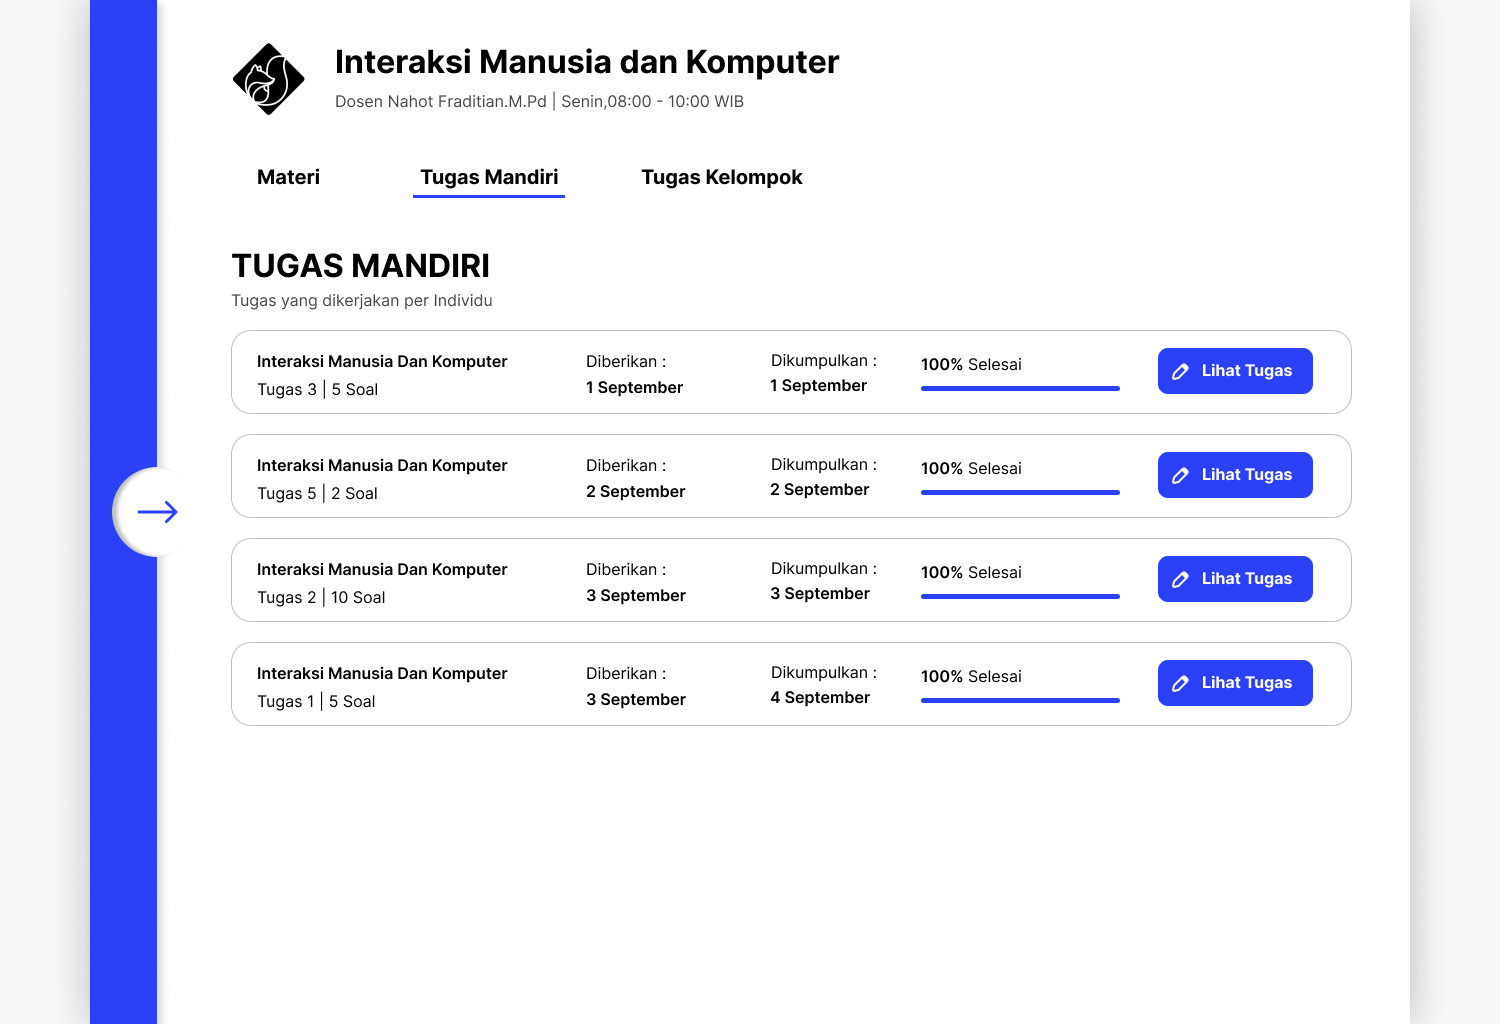 Interaksi Manusia dan Komputer
Dosen Nahot Fraditian.M.Pd | Senin,08:00 - 10:00 WIB
Materi Tugas Mandiri Tugas Kelompok
TUGAS MANDIRI
Tugas yang dikerjakan per Individu
Interaksi Manusia Dan Komputer
Tugas 3 | 5 Soal
Diberikan :
1 September
Dikumpulkan :
1 September
100% Selesai
Lihat Tugas
Interaksi Manusia Dan Komputer
Tugas 5 | 2 Soal
Diberikan :
2 September
Dikumpulkan :
2 September
100% Selesai
Lihat Tugas
Interaksi Manusia Dan Komputer
Tugas 2 | 10 Soal
Diberikan :
3 September
Dikumpulkan :
3 September
100% Selesai
Lihat Tugas
Interaksi Manusia Dan Komputer
Tugas 1 | 5 Soal
Diberikan :
3 September
Dikumpulkan :
4 September
100% Selesai
Lihat Tugas